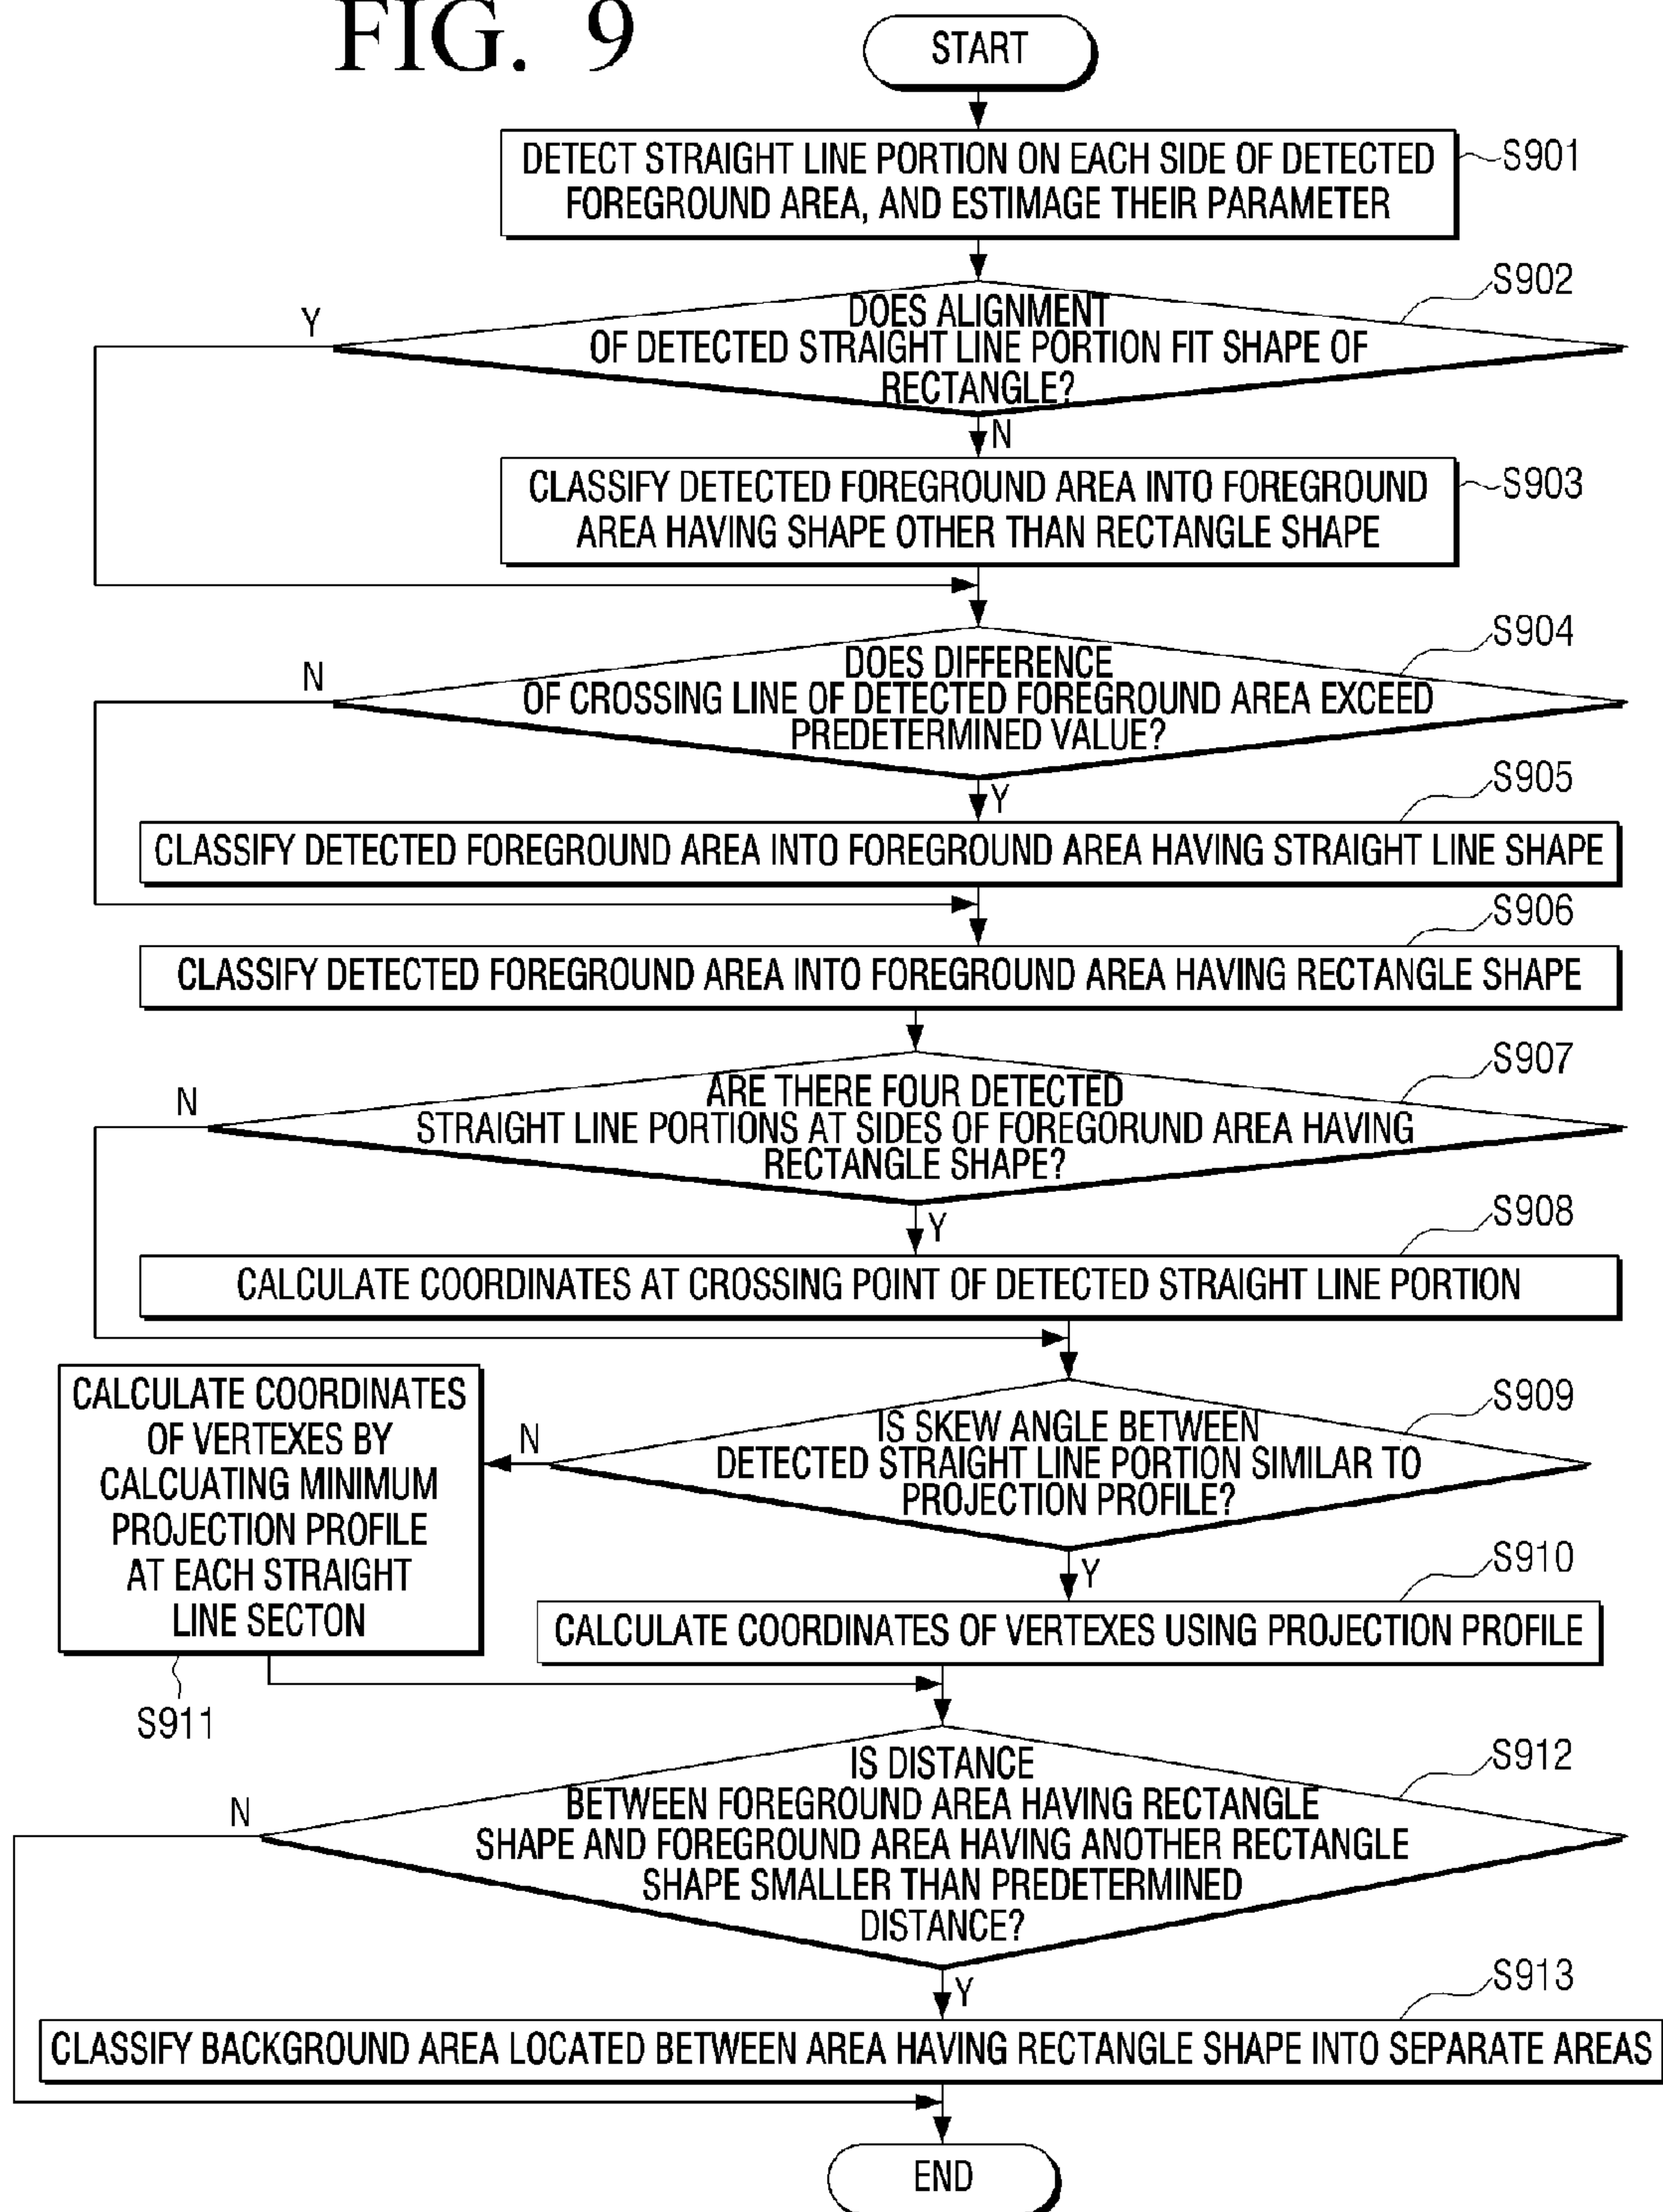 FIG. 9
START
DETECT STRAIGHT LINE PORTION ON EACH SIDE OF DETECTED
FOREGROUND AREA, AND ESTIMAGE THEIR PARAMETER
S901
S902
Y
DOES ALIGNMENT
OF DETECTED STRAIGHT LINE PORTION FIT SHAPE OF
RECTANGLE?
N
CLASSIFY DETECTED FOREGROUND AREA INTO FOREGROUND
AREA HAVING SHAPE OTHER THAN RECTANGLE SHAPE
S903
S904
N
DOES DIFFERENCE
OF CROSSING LINE OF DETECTED FOREGROUND AREA EXCEED
PREDETERMINED VALUE?
Y
S905
CLASSIFY DETECTED FOREGROUND AREA INTO FOREGROUND AREA HAVING STRAIGHT LINE SHAPE
S906
CLASSIFY DETECTED FOREGROUND AREA INTO FOREGROUND AREA HAVING RECTANGLE SHAPE
S907
N
ARE THERE FOUR DETECTED
STRAIGHT LINE PORTIONS AT SIDES OF FOREGORUND AREA HAVING
RECTANGLE SHAPE?
Y
S908
CALCULATE COORDINATES AT CROSSING POINT OF DETECTED STRAIGHT LINE PORTION
S909
IS SKEW ANGLE BETWEEN
DETECTED STRAIGHT LINE PORTION SIMILAR TO
PROJECTION PROFILE?
N
CALCULATE COORDINATES
OF VERTEXES BY
CALCUATING MINIMUM
PROJECTION PROFILE
AT EACH STRAIGHT
LINE SECTON
S911
Y
S910
CALCULATE COORDINATES OF VERTEXES USING PROJECTION PROFILE
S912
N
IS DISTANCE
BETWEEN FOREGROUND AREA HAVING RECTANGLE
SHAPE AND FOREGROUND AREA HAVING ANOTHER RECTANGLE
SHAPE SMALLER THAN PREDETERMINED
DISTANCE?
Y
S913
CLASSIFY BACKGROUND AREA LOCATED BETWEEN AREA HAVING RECTANGLE SHAPE INTO SEPARATE AREAS
END